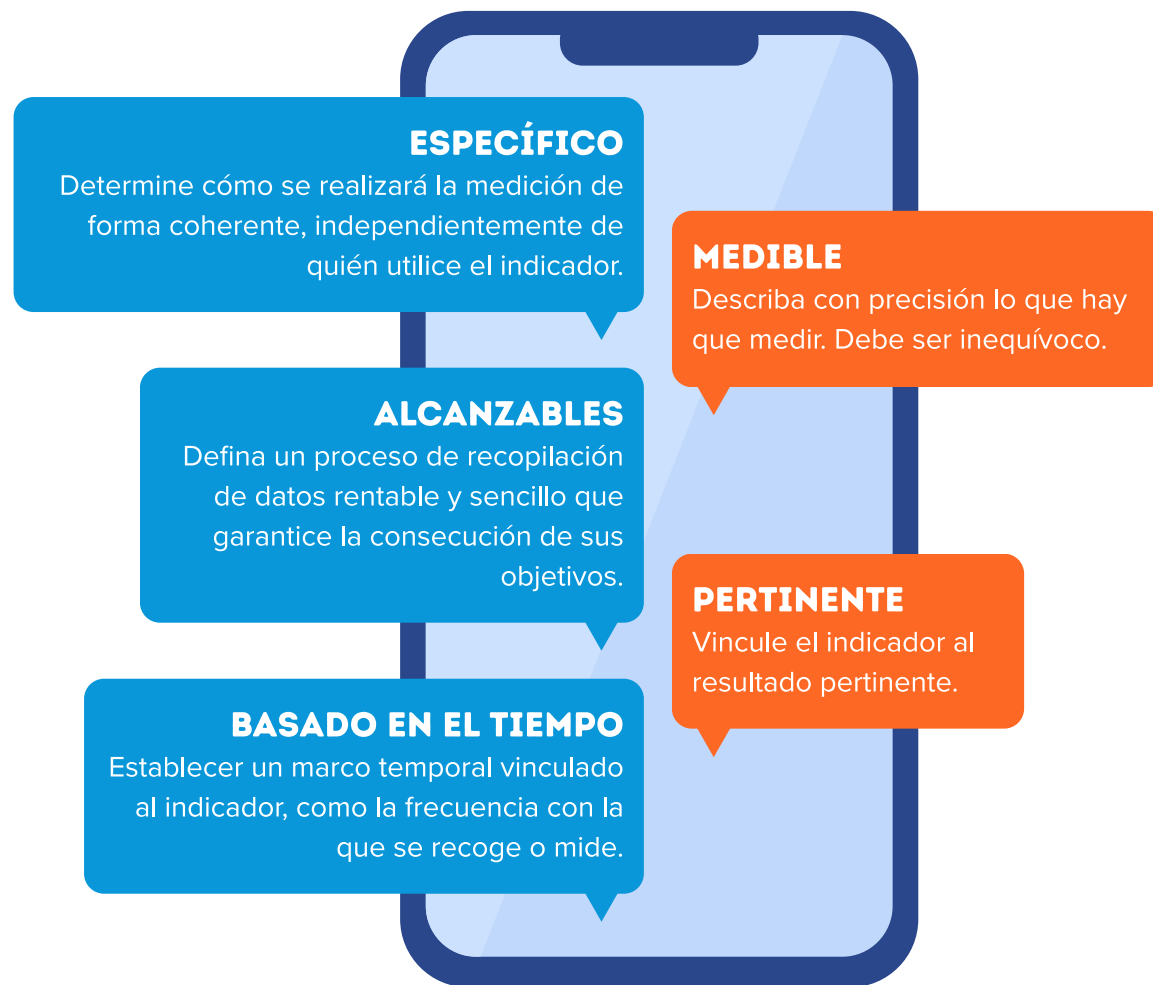 ESPECÍFICO
Determine cómo se realizará la medición de
forma coherente, independientemente de
quién utilice el indicador.
MEDIBLE
Describa con precisión lo que hay
que medir. Debe ser inequívoco.
ALCANZABLES
Defina un proceso de recopilación
de datos rentable y sencillo que
garantice la consecución de sus
objetivos.
PERTINENTE
Vincule el indicador al
resultado pertinente.
BASADO EN EL TIEMPO
Establecer un marco temporal vinculado
al indicador, como la frecuencia con la
que se recoge o mide.